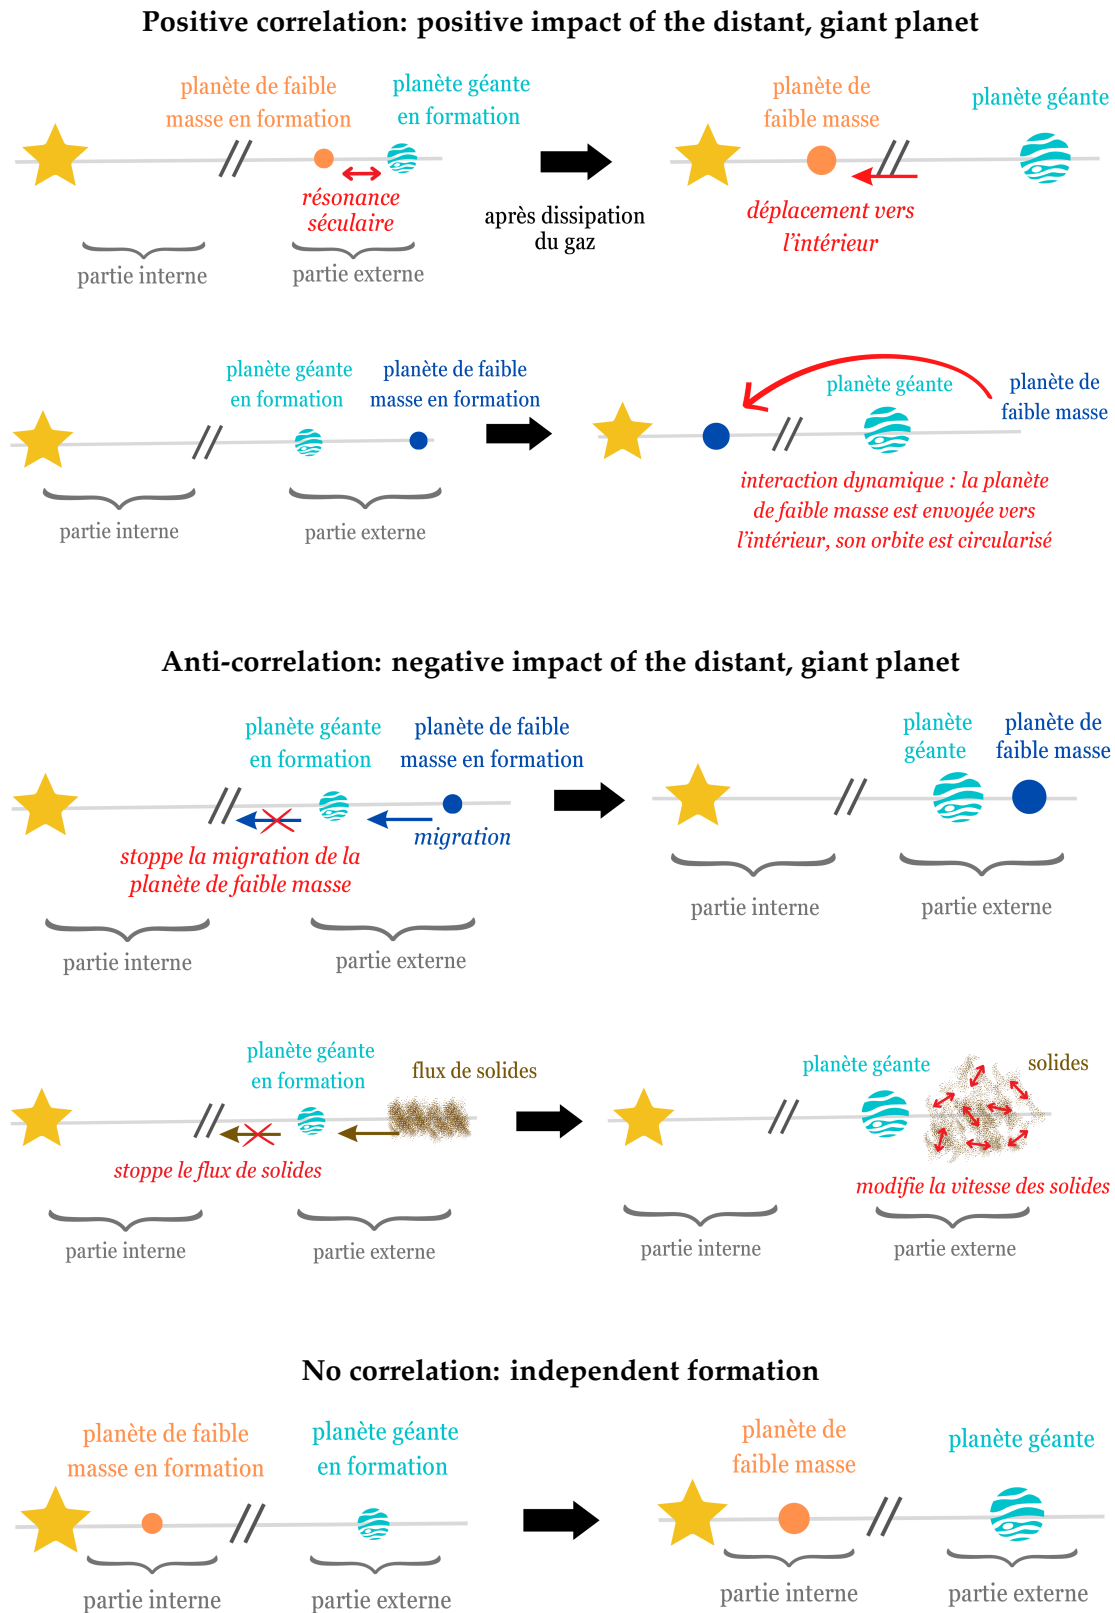 Positive correlation: positive impact of the distant, giant planet
planète de faible
masse en formation
planète géante
en formation
résonance
séculaire
partie interne
partie externe
après dissipation
du gaz
planète de
faible masse
planète géante
déplacement vers
l'intérieur
planète géante
en formation
planète de faible
masse en formation
partie interne
partie externe
planète géante
planète de
faible masse
interaction dynamique : la planète
de faible masse est envoyée vers
l'intérieur, son orbite est circularisé
Anti-correlation: negative impact of the distant, giant planet
planète géante
en formation
planète de faible
masse en formation
migration
stoppe la migration de la
planète de faible masse
partie interne
partie externe
planète
géante
planète de
faible masse
partie interne
partie externe
planète géante
en formation
flux de solides
stoppe le flux de solides
partie interne
partie externe
planète géante
solides
modifie la vitesse des solides
partie interne
partie externe
No correlation: independent formation
planète de faible
masse en formation
planète géante
en formation
partie interne
partie externe
planète de
faible masse
planète géante
partie interne
partie externe